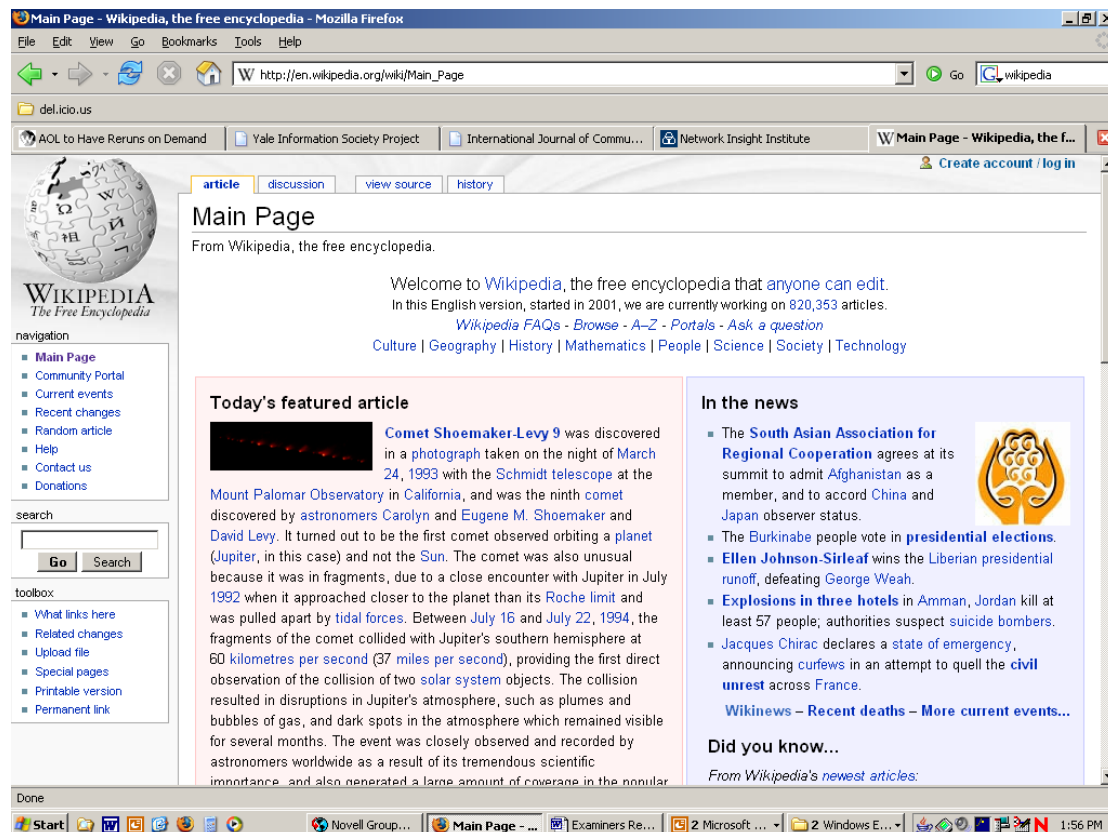 Main Page - Wikipedia, the free encyclopedia - Mozilla Firefox
File Edit View Go Bookmarks Tools Help
http://en.wikipedia.org/wiki/Main_Page Go wikipedia
del.icio.us
AOL to Have Reruns on Demand Yale Information Society Project International Journal of Commu... Network Insight Institute Main Page - Wikipedia, the f...
Create account / log in
article discussion view source history
Main Page
From Wikipedia, the free encyclopedia.
WIKIPEDIA
The Free Encyclopedia
navigation
Main Page
Community Portal
Current events
Recent changes
Random article
Help
Contact us
Donations
search
Go Search
toolbox
What links here
Related changes
Upload file
Special pages
Printable version
Permanent link
Welcome to Wikipedia, the free encyclopedia that anyone can edit.
In this English version, started in 2001, we are currently working on 820,353 articles.
Wikipedia FAQs - Browse - A–Z - Portals - Ask a question
Culture | Geography | History | Mathematics | People | Science | Society | Technology
Today's featured article
Comet Shoemaker-Levy 9 was discovered
in a photograph taken on the night of March
24, 1993 with the Schmidt telescope at the
Mount Palomar Observatory in California, and was the ninth comet
discovered by astronomers Carolyn and Eugene M. Shoemaker and
David Levy. It turned out to be the first comet observed orbiting a planet
(Jupiter, in this case) and not the Sun. The comet was also unusual
because it was in fragments, due to a close encounter with Jupiter in July
1992 when it approached closer to the planet than its Roche limit and
was pulled apart by tidal forces. Between July 16 and July 22, 1994, the
fragments of the comet collided with Jupiter's southern hemisphere at
60 kilometres per second (37 miles per second), providing the first direct
observation of the collision of two solar system objects. The collision
resulted in disruptions in Jupiter's atmosphere, such as plumes and
bubbles of gas, and dark spots in the atmosphere which remained visible
for several months. The event was closely observed and recorded by
astronomers worldwide as a result of its tremendous scientific
importance, and also generated a large amount of coverage in the popular
In the news
The South Asian Association for
Regional Cooperation agrees at its
summit to admit Afghanistan as a
member, and to accord China and
Japan observer status.
The Burkinabe people vote in presidential elections.
Ellen Johnson-Sirleaf wins the Liberian presidential
runoff, defeating George Weah.
Explosions in three hotels in Amman, Jordan kill at
least 57 people; authorities suspect suicide bombers.
Jacques Chirac declares a state of emergency,
announcing curfews in an attempt to quell the civil
unrest across France.
Wikinews – Recent deaths – More current events...
Did you know...
From Wikipedia's newest articles:
Done
Start Novell Group... Main Page - ... Examiners Re... 2 Microsoft ... 2 Windows E... 1:56 PM